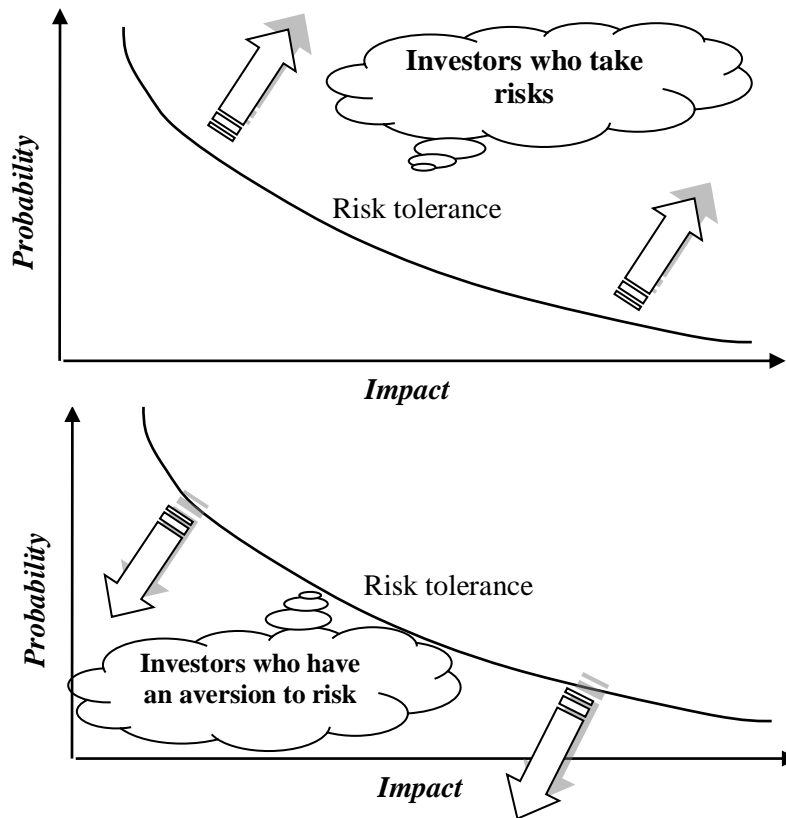 Investors who take
risks
Probability
Risk tolerance
Impact
Probability
Risk tolerance
Investors who have
an aversion to risk
Impact